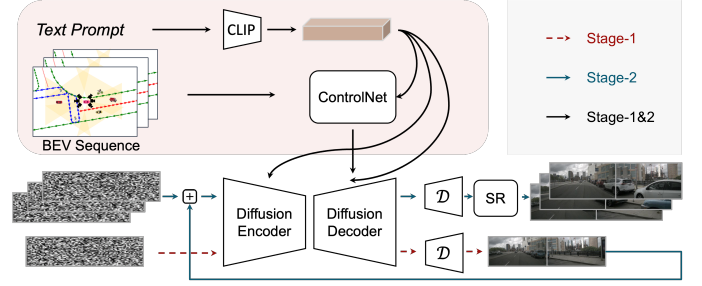 Text Prompt
CLIP
BEV Sequence
ControlNet
Stage-1
Stage-2
Stage-1&2
+
Diffusion
Encoder
Diffusion
Decoder
𝒟
SR
𝒟